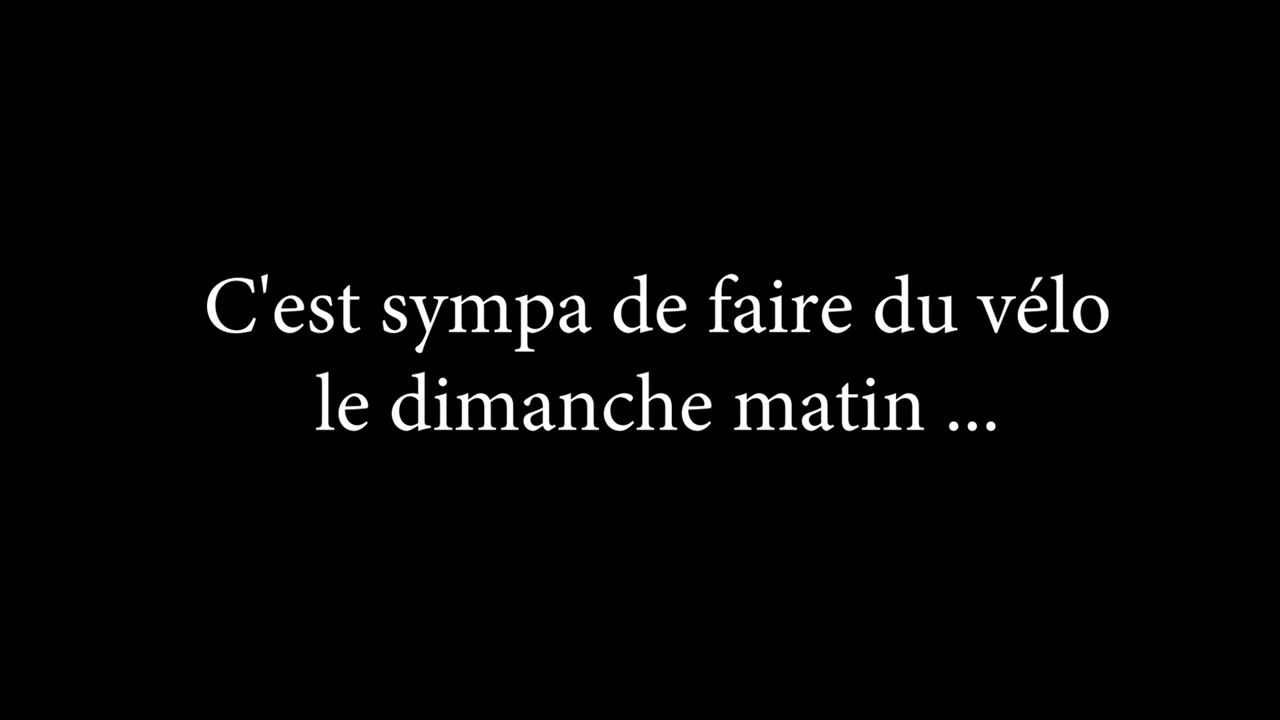 C'est sympa de faire du vélo
le dimanche matin ...